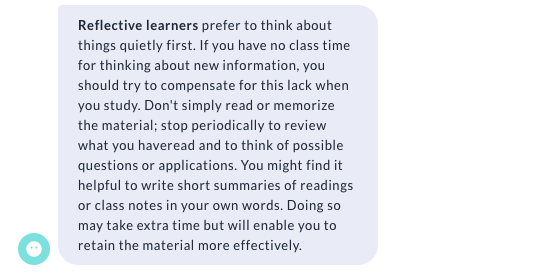 Reflective learners prefer to think about
things quietly first. If you have no class time
for thinking about new information, you
should try to compensate for this lack when
you study. Don't simply read or memorize
the material; stop periodically to review
what you haveread and to think of possible
questions or applications. You might find it
helpful to write short summaries of readings
or class notes in your own words. Doing so
may take extra time but will enable you to
retain the material more effectively.